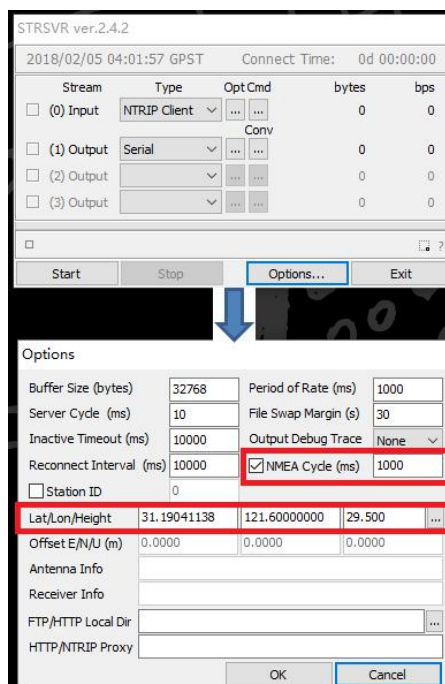 STRSVR ver.2.4.2
2018/02/05 04:01:57 GPST Connect Time: 0d 00:00:00
Stream Type Opt Cmd bytes bps
(0) Input NTRIP Client ... ... 0 0
Conv
(1) Output Serial ... ... 0 0
(2) Output ... ... 0 0
(3) Output ... ... 0 0
?
Start Stop Options... Exit
Options
Buffer Size (bytes) 32768 Period of Rate (ms) 1000
Server Cycle (ms) 10 File Swap Margin (s) 30
Inactive Timeout (ms) 10000 Output Debug Trace None
Reconnect Interval (ms) 10000 NMEA Cycle (ms) 1000
Station ID 0
Lat/Lon/Height 31.19041138 121.60000000 29.500 ...
Offset E/N/U (m) 0.0000 0.0000 0.0000
Antenna Info
Receiver Info
FTP/HTTP Local Dir ...
HTTP/NTRIP Proxy
OK Cancel